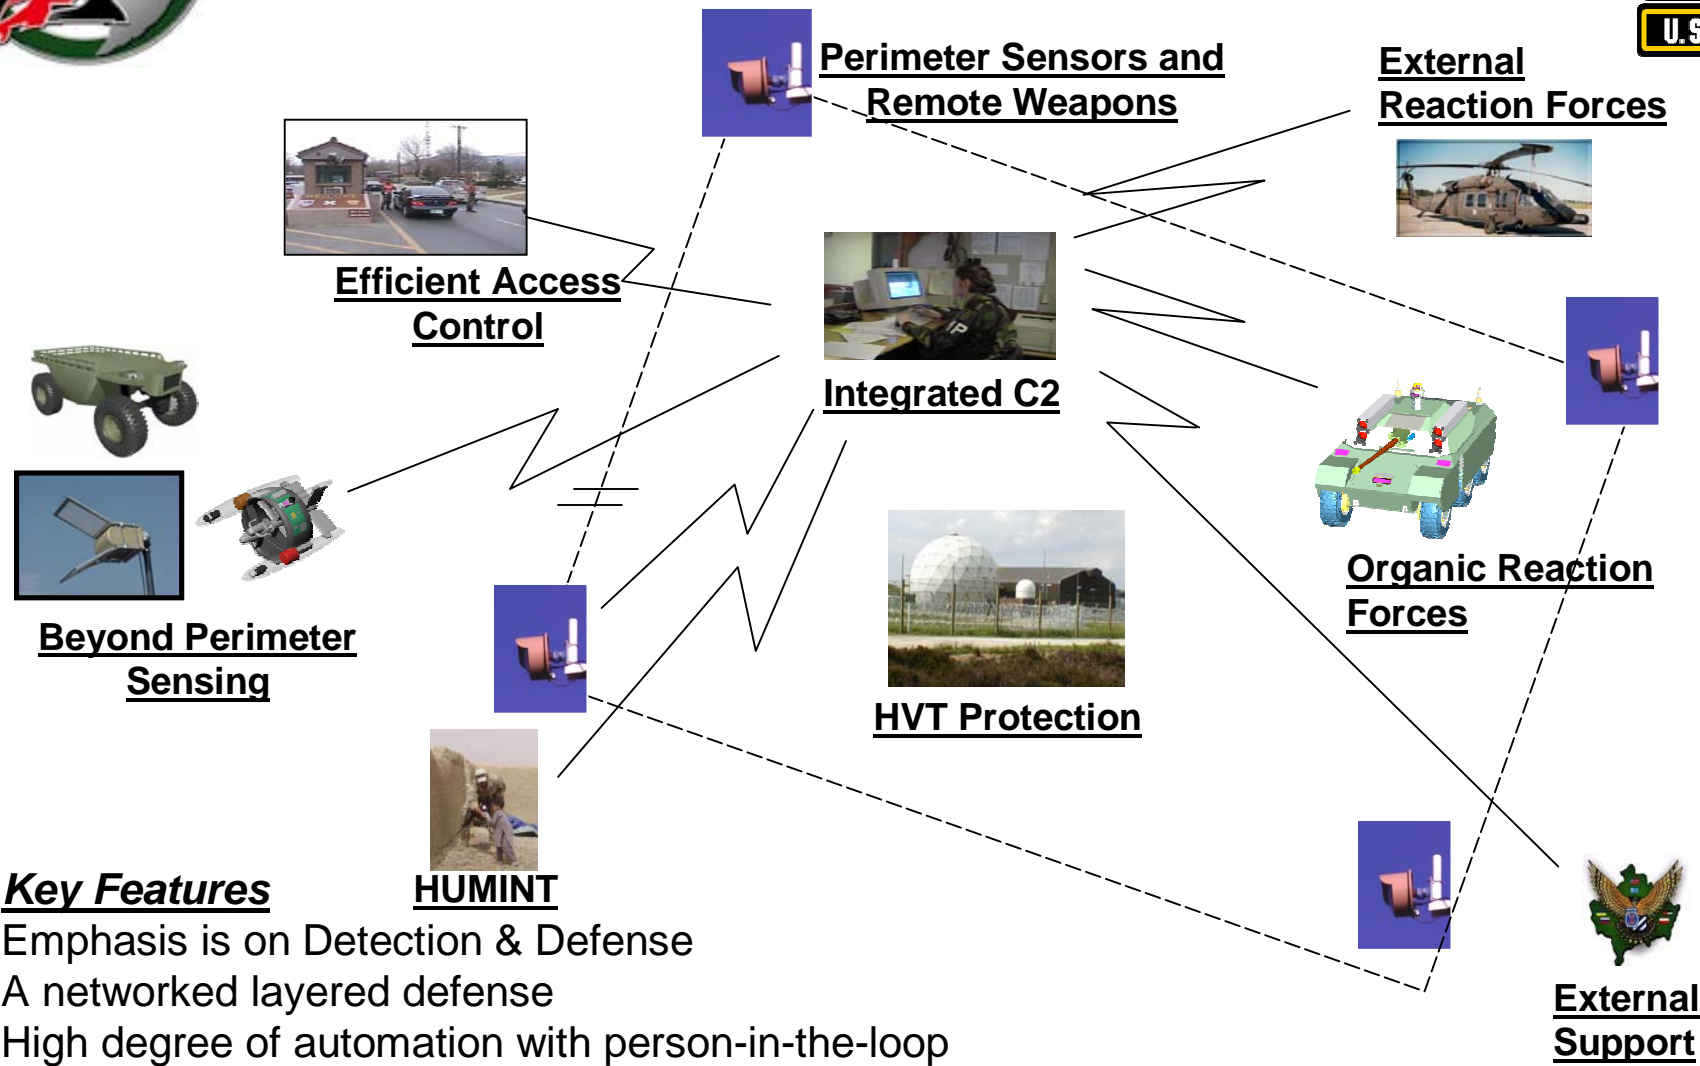 U.S
Perimeter Sensors and
Remote Weapons
External
Reaction Forces
Efficient Access
Control
Integrated C2
Organic Reaction
Forces
Beyond Perimeter
Sensing
HVT Protection
HUMINT
Key Features
Emphasis is on Detection & Defense
A networked layered defense
High degree of automation with person-in-the-loop
External
Support